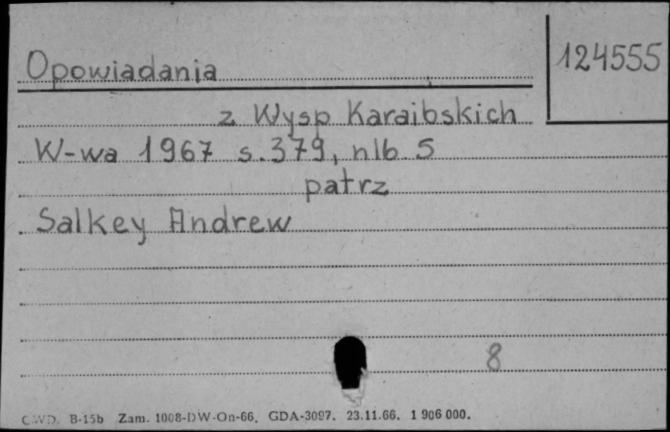 124555
Opowiadania
z Wysp Karaibskich
W-wa 1967 s. 379, nlb. 5
patrz
Salkey Andrew
8
CWD. B-15b Zam. 1008-DW-On-66. GDA-3097. 23.11.66. 1 906 000.